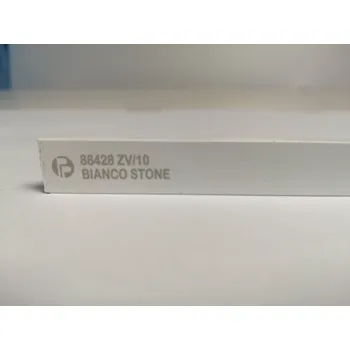 86428 ZV/10
BIANCO STONE